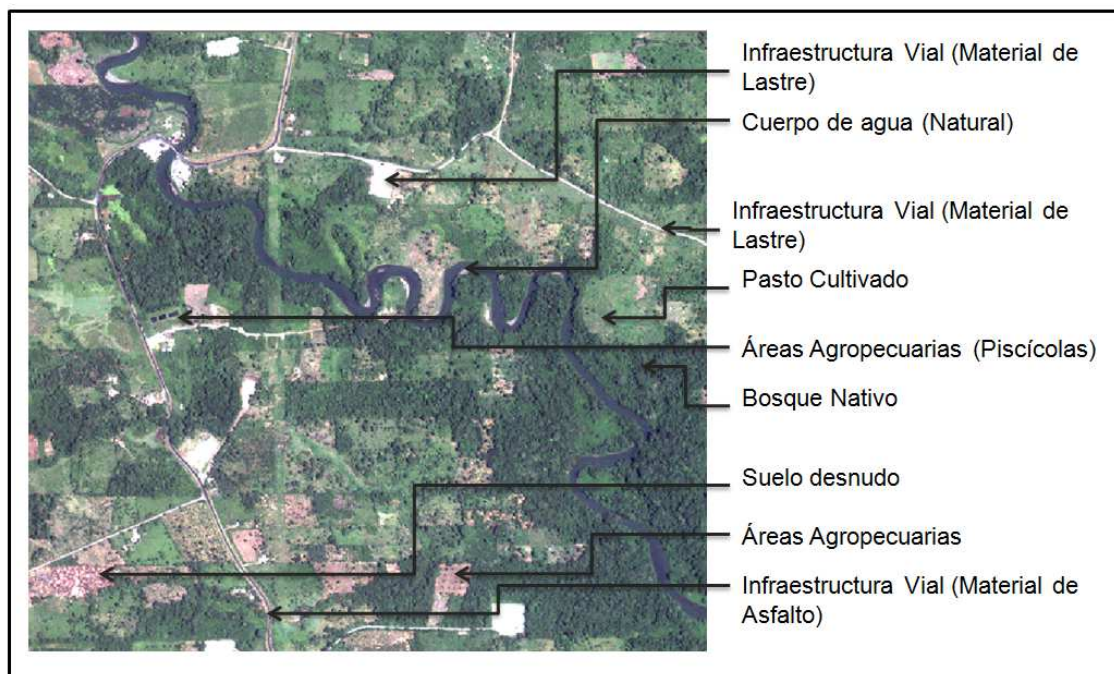 Infraestructura Vial (Material de
Lastre)
Cuerpo de agua (Natural)
Infraestructura Vial (Material de
Lastre)
Pasto Cultivado
Áreas Agropecuarias (Piscícolas)
Bosque Nativo
Suelo desnudo
Áreas Agropecuarias
Infraestructura Vial (Material de
Asfalto)